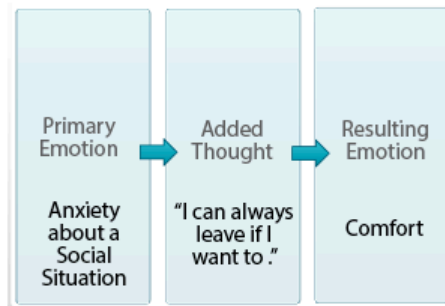 Primary
Emotion
Anxiety
about a
Social
Situation
Added
Thought
“I can always
leave if I
want to .”
Resulting
Emotion
Comfort